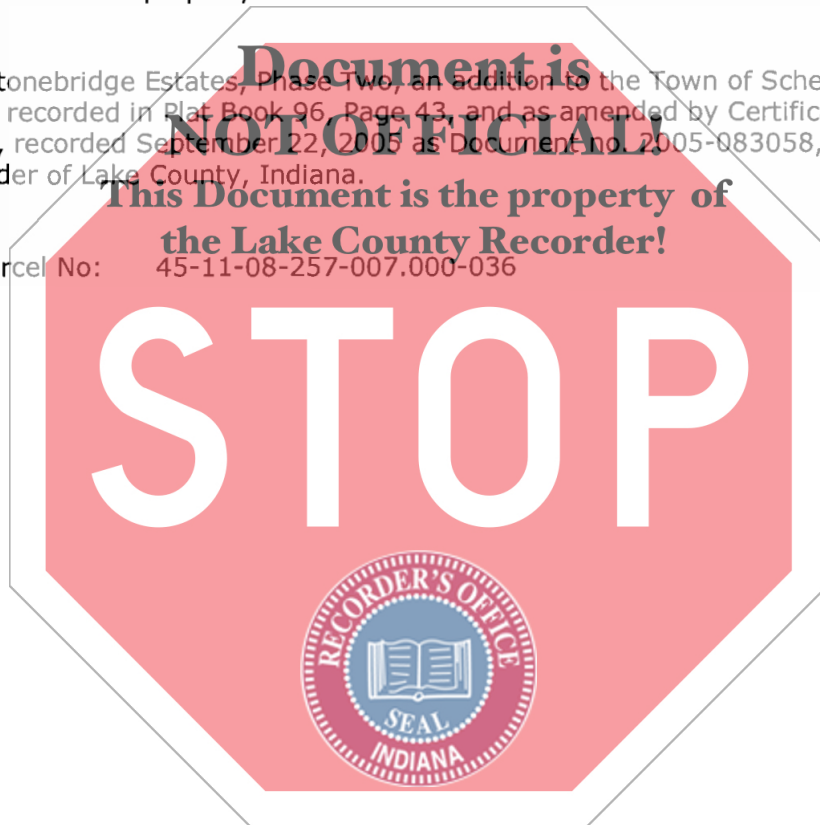 Document is
tonebridge Estates, Phase Two, an addition to the Town of Sche
recorded in Plat Book 96, Page 43, and as amended by Certific
NOT OFFICIAL!
, recorded September 22, 2005 as Document no. 2005-083058,
der of Lake County, Indiana.
This Document is the property of
the Lake County Recorder!
rcel No: 45-11-08-257-007.000-036
STOP
RECORDER'S OFFICE
SEAL
INDIANA